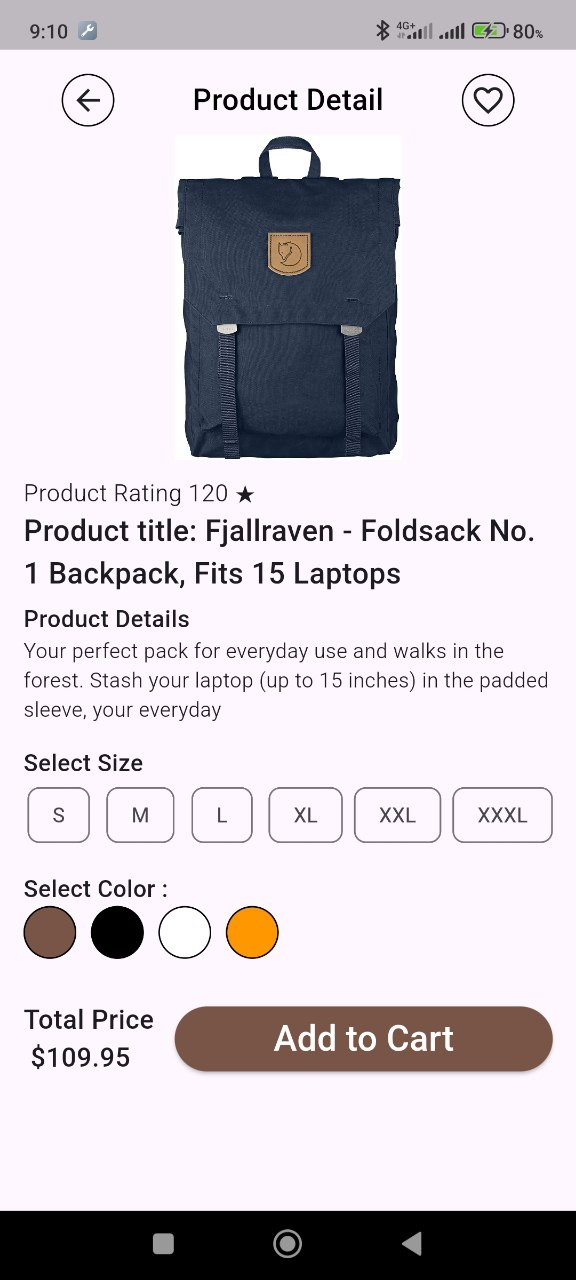 9:10 4G+ 80%
Product Detail
Product Rating 120 ★
Product title: Fjallraven - Foldsack No.
1 Backpack, Fits 15 Laptops
Product Details
Your perfect pack for everyday use and walks in the
forest. Stash your laptop (up to 15 inches) in the padded
sleeve, your everyday
Select Size
S M L XL XXL XXXL
Select Color :
Total Price
$109.95
Add to Cart